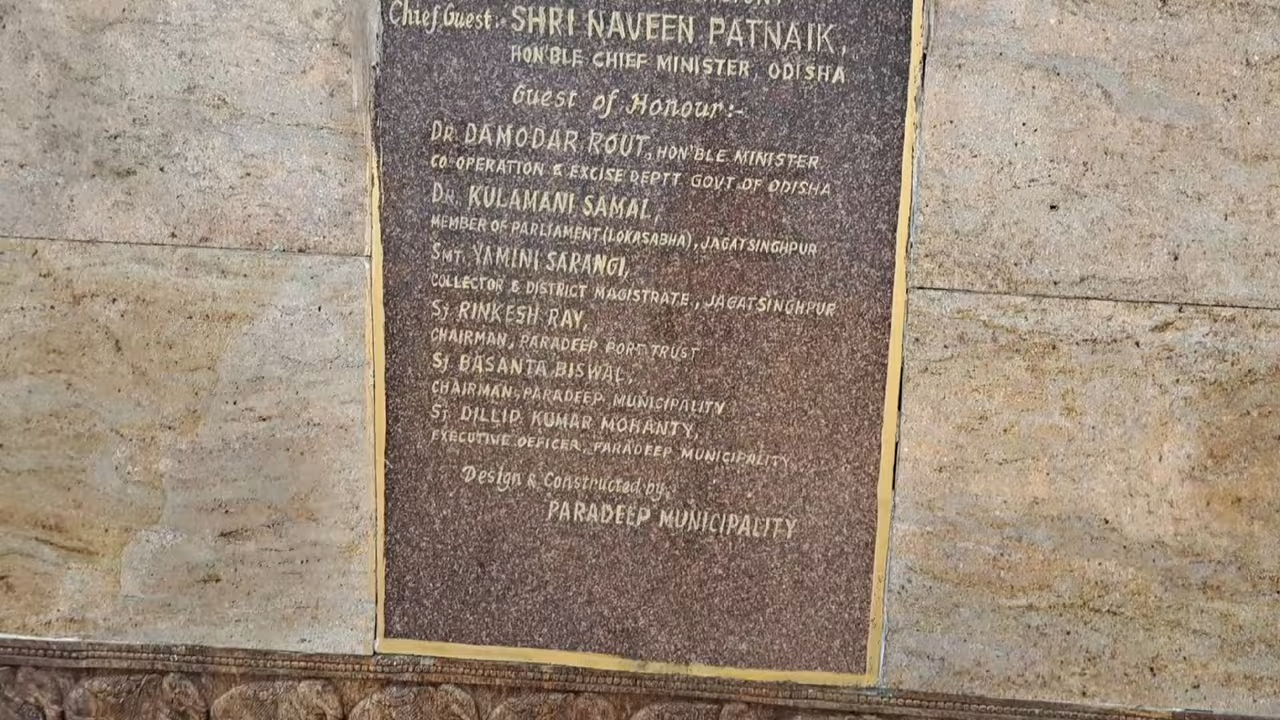 Chief Guest:- SHRI NAVEEN PATNAIK,
HON'BLE CHIEF MINISTER, ODISHA
Guest of Honour:-
DR. DAMODAR ROUT, HON'BLE MINISTER
CO-OPERATION & EXCISE DEPTT. GOVT OF ODISHA
DR. KULAMANI SAMAL,
MEMBER OF PARLIAMENT(LOKASABHA), JAGATSINGHPUR
SMT. YAMINI SARANGI,
COLLECTOR & DISTRICT MAGISTRATE., JAGATSINGHPUR
Sj RINKESH RAY,
CHAIRMAN, PARADEEP PORT TRUST
Sj BASANTA BISWAL,
CHAIRMAN, PARADEEP MUNICIPALITY
Sj DILLIP KUMAR MOHANTY,
EXECUTIVE OFFICER, PARADEEP MUNICIPALITY
Design & Constructed by:
PARADEEP MUNICIPALITY